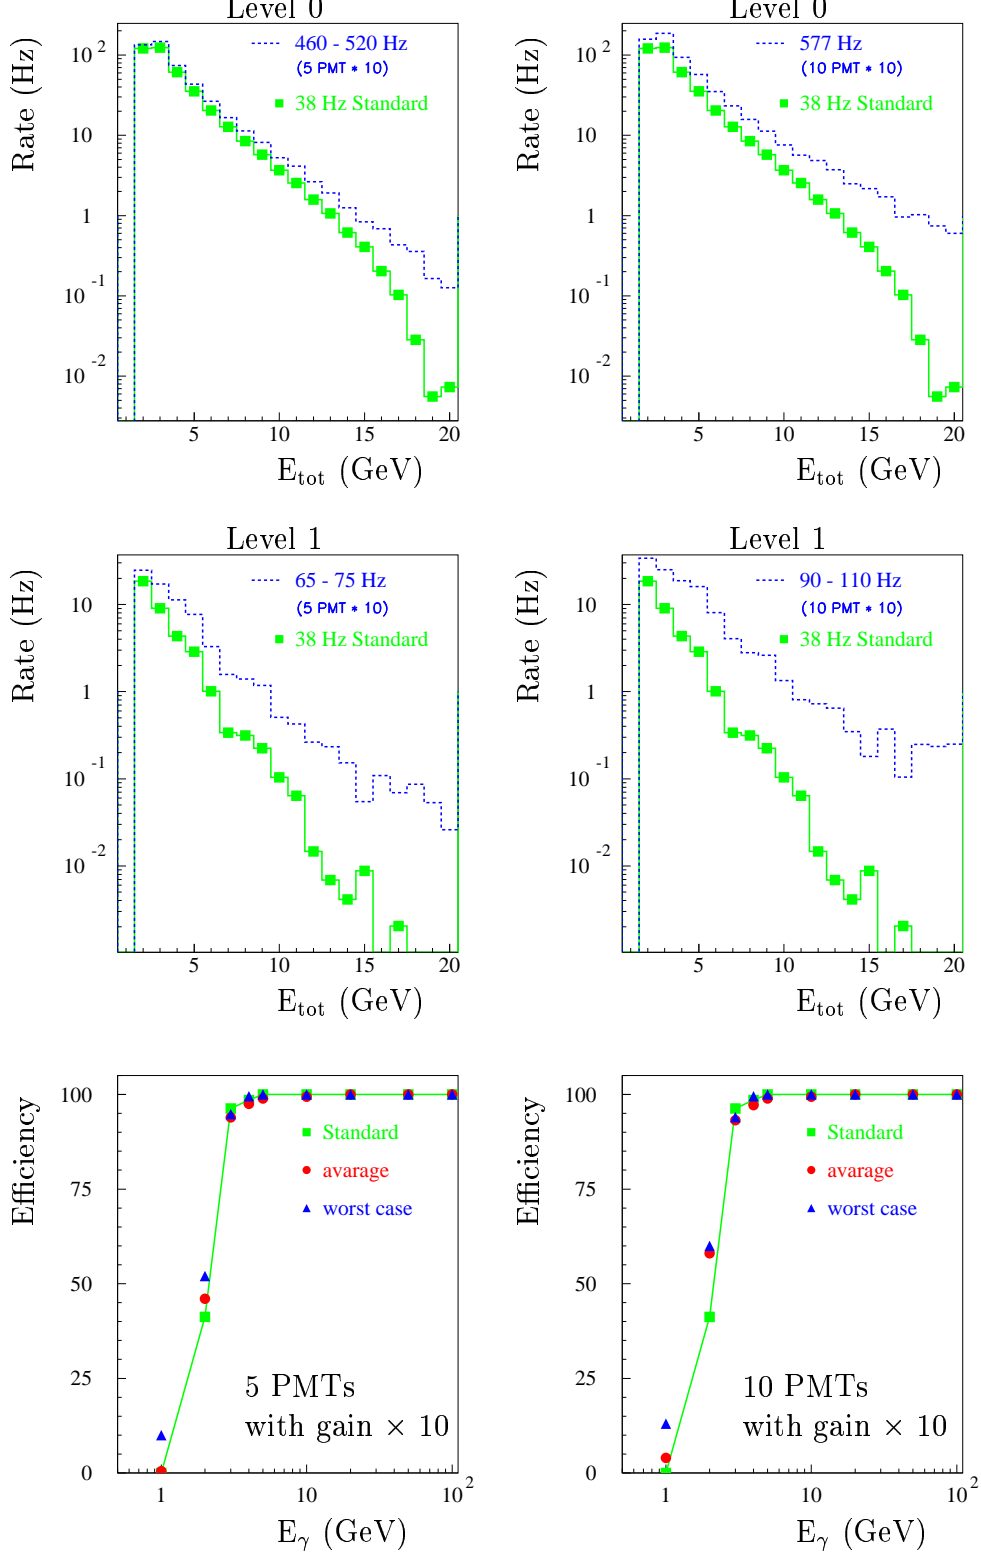 Level 0
Rate (Hz)
10 2
10
1
10 -1
10 -2
460 - 520 Hz
(5 PMT * 10)
38 Hz Standard
5 10 15 20
E tot (GeV)
Level 0
Rate (Hz)
10 2
10
1
10 -1
10 -2
577 Hz
(10 PMT * 10)
38 Hz Standard
5 10 15 20
E tot (GeV)
Level 1
Rate (Hz)
10
1
10 -1
10 -2
65 - 75 Hz
(5 PMT * 10)
38 Hz Standard
5 10 15 20
E tot (GeV)
Level 1
Rate (Hz)
10
1
10 -1
10 -2
90 - 110 Hz
(10 PMT * 10)
38 Hz Standard
5 10 15 20
E tot (GeV)
Efficiency
100
75
50
25
0
Standard
avarage
worst case
5 PMTs
with gain × 10
1 10 10 2
E γ (GeV)
Efficiency
100
75
50
25
0
Standard
avarage
worst case
10 PMTs
with gain × 10
1 10 10 2
E γ (GeV)